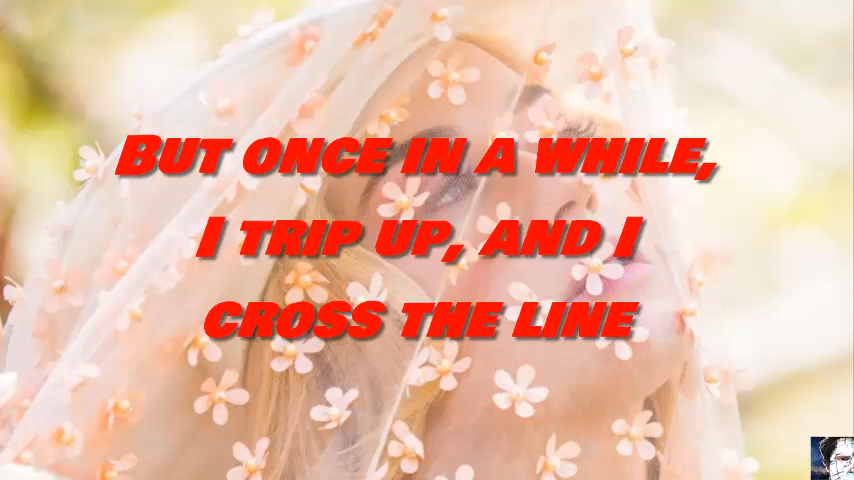 But once in a while,
I trip up, and I
cross the line